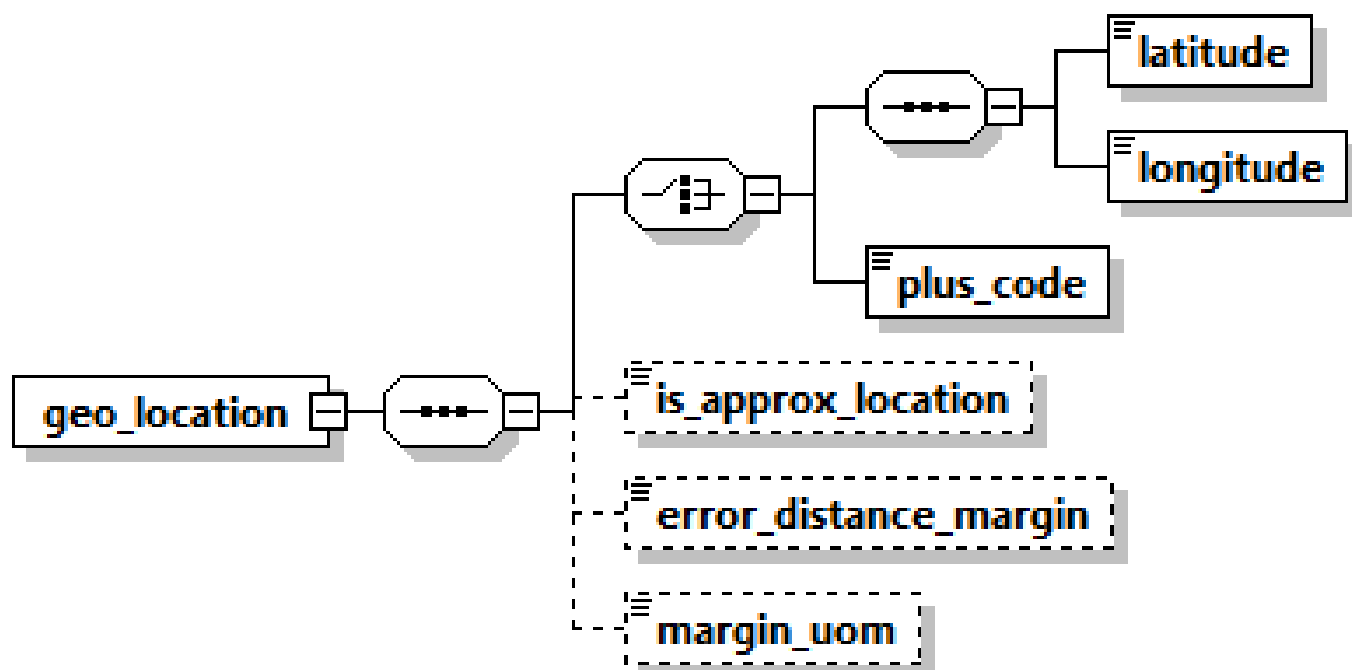 latitude
longitude
plus_code
geo_location
is_approx_location
error_distance_margin
margin_uom